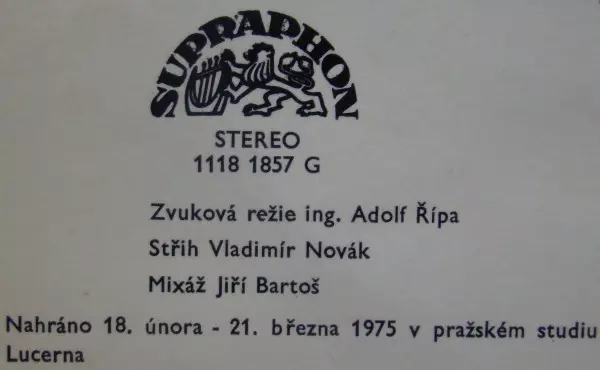 SUPRAPHON
STEREO
1118 1857 G
Zvuková režie ing. Adolf Řípa
Střih Vladimír Novák
Mixáž Jiří Bartoš
Nahráno 18. února - 21. března 1975 v pražském studiu
Lucerna